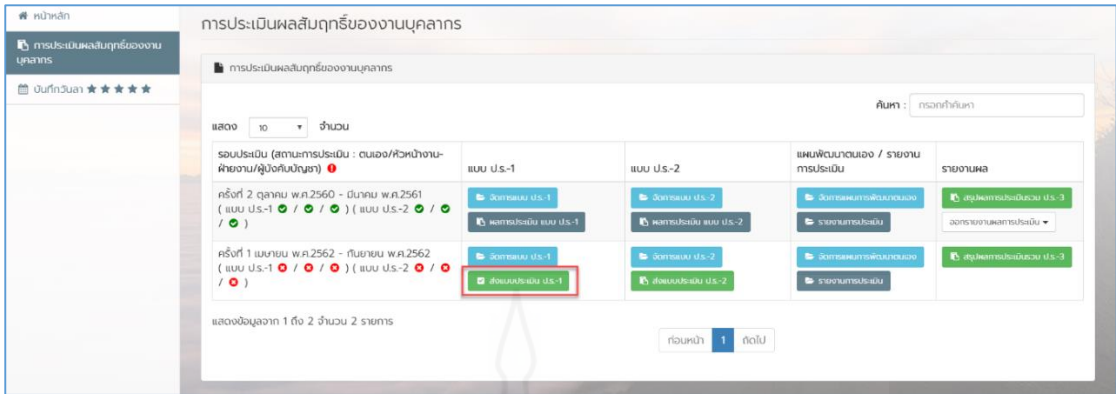 หน้าหลัก
การประเมินผลสัมฤทธิ์ของงาน
บุคลากร
บันทึกวันลา
การประเมินผลสัมฤทธิ์ของงานบุคลากร
การประเมินผลสัมฤทธิ์ของงานบุคลากร
ค้นหา : กรอกคำค้นหา
แสดง 10 จำนวน
รอบประเมิน (สถานะการประเมิน : ตนเอง/หัวหน้างาน-
ฝ่ายงาน/ผู้บังคับบัญชา)
แบบ ป.ร.-1
แบบ ป.ร.-2
แผนพัฒนาตนเอง / รายงาน
การประเมิน
รายงานผล
ครั้งที่ 2 ตุลาคม พ.ศ.2560 - มีนาคม พ.ศ.2561
( แบบ ป.ร.-1 / / ) ( แบบ ป.ร.-2 /
/ )
จัดการแบบ ป.ร.-1
ผลการประเมิน แบบ ป.ร.-1
จัดการแบบ ป.ร.-2
ผลการประเมิน แบบ ป.ร.-2
จัดการแผนการพัฒนาตนเอง
รายงานการประเมิน
สรุปผลการประเมินรวม ป.ร.-3
ออกรายงานผลการประเมิน
ครั้งที่ 1 เมษายน พ.ศ.2562 - กันยายน พ.ศ.2562
( แบบ ป.ร.-1 / / ) ( แบบ ป.ร.-2 /
/ )
จัดการแบบ ป.ร.-1
ส่งแบบประเมิน ป.ร.-1
จัดการแบบ ป.ร.-2
ส่งแบบประเมิน ป.ร.-2
จัดการแผนการพัฒนาตนเอง
รายงานการประเมิน
สรุปผลการประเมินรวม ป.ร.-3
แสดงข้อมูลจาก 1 ถึง 2 จำนวน 2 รายการ
ก่อนหน้า 1 ถัดไป